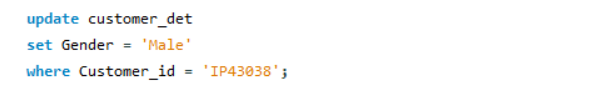 update customer_det
set Gender = 'Male'
where Customer_id = 'IP43038';